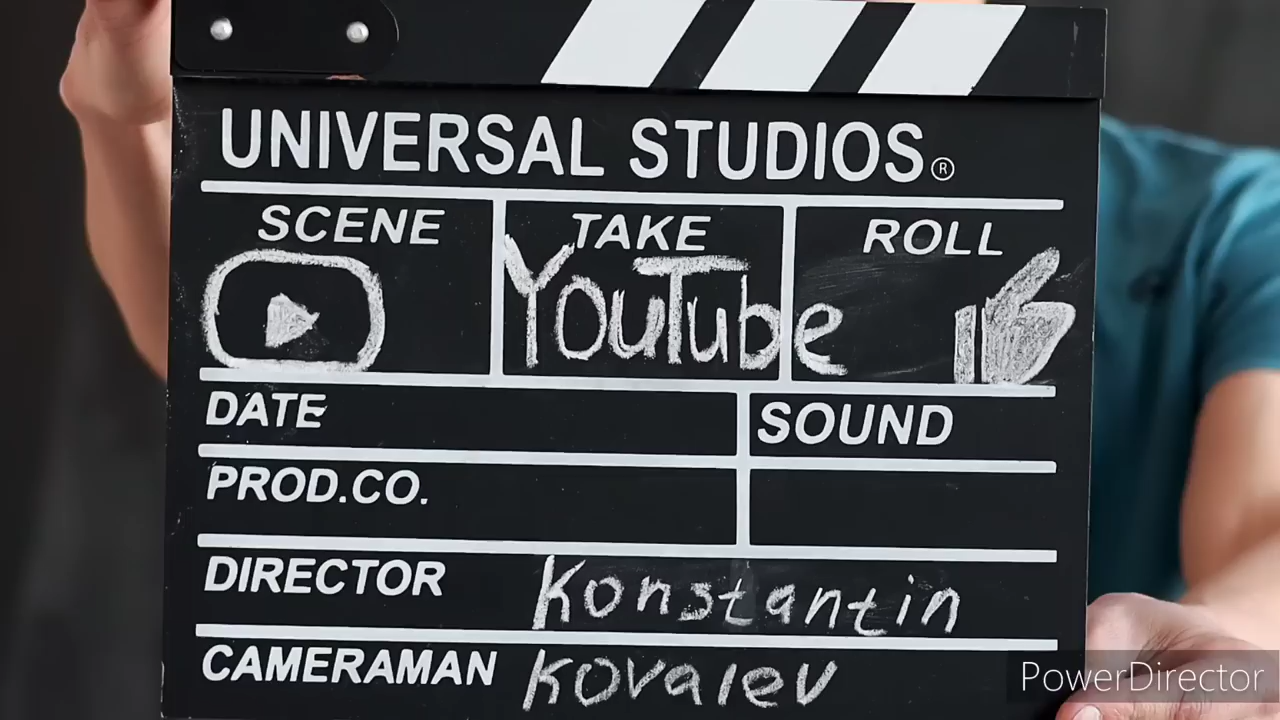 UNIVERSAL STUDIOS®
SCENE TAKE ROLL
YouTube
DATE SOUND
PROD.CO.
DIRECTOR Konstantin
CAMERAMAN Kovalev
PowerDirector